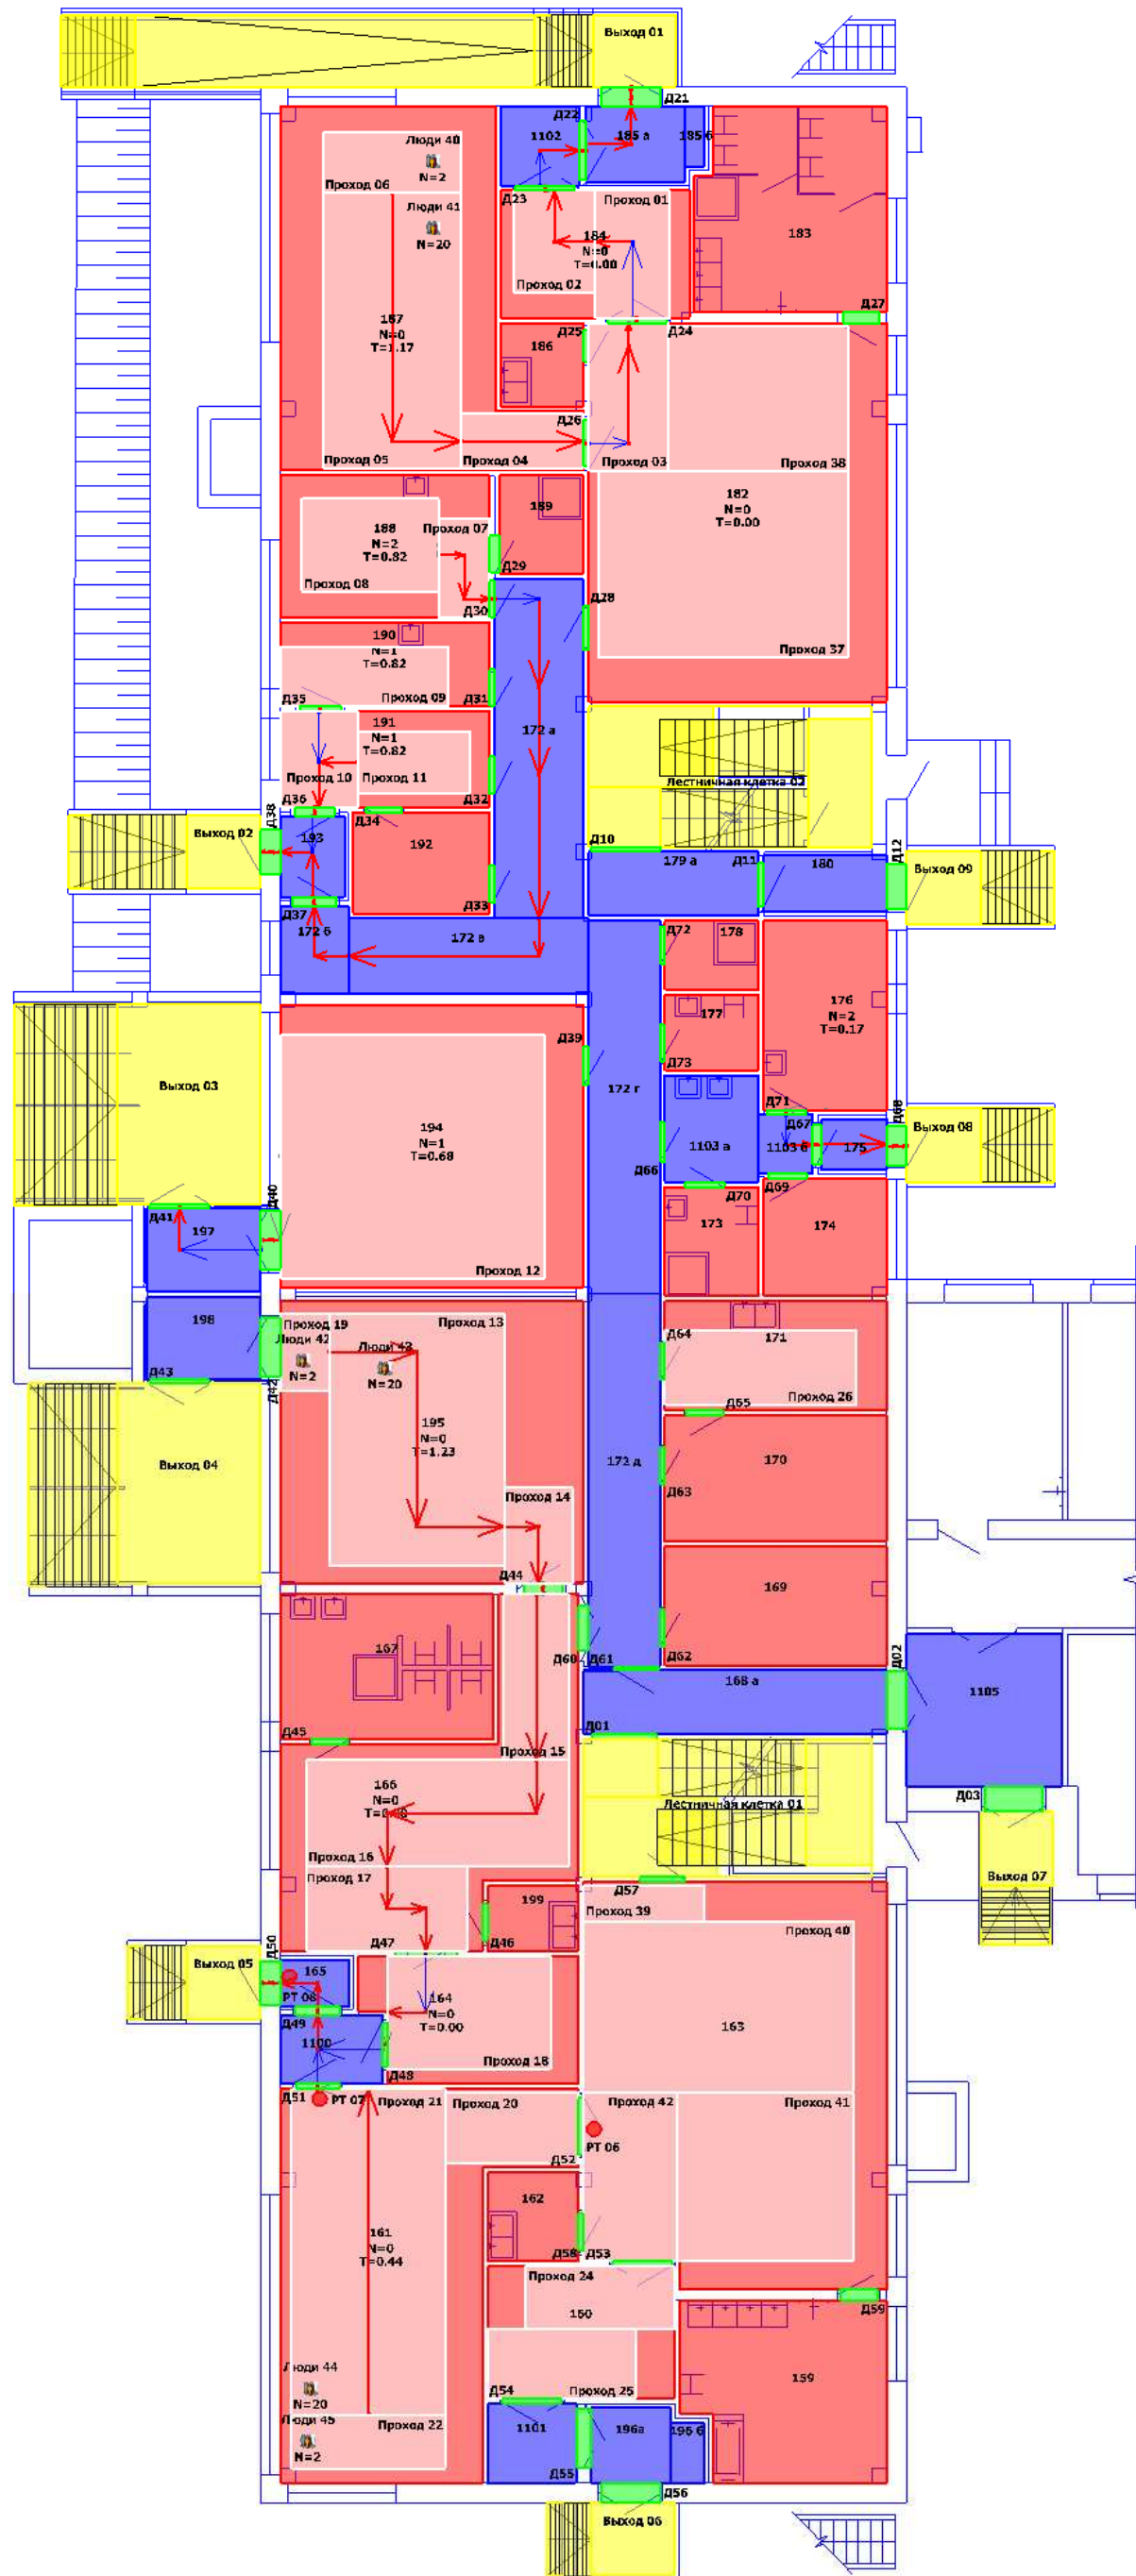 Выход 01
Д21
Д22
1102
185 а
185 б
Люди 40
N=2
Проход 06
Д23
Проход 01
Люди 41
N=20
183
184
N=0
T=0.00
Проход 02
187
N=0
T=1.17
Д27
Д25
Д24
186
Д26
Проход 05
Проход 04
Проход 03
Проход 38
182
N=0
T=0.00
189
188
N=2
T=0.82
Проход 07
Д29
Проход 08
Д30
Д28
190
N=1
T=0.82
Проход 37
Д35
Проход 09
Д31
191
N=1
T=0.82
172 а
Проход 10
Проход 11
Лестничная клетка 02
Д36
Д32
Д38
Выход 02
193
Д34
192
Д10
179 а
Д11
180
Д12
Выход 09
Д33
Д37
172 б
172 в
Д72
178
176
N=2
T=0.17
177
Д39
Д73
Выход 03
172 г
Д71
Д67
Д68
Выход 08
194
N=1
T=0.68
1103 а
1103 б
175
Д66
Д69
Д70
Д40
Д41
197
173
174
Проход 12
198
Проход 19
Люди 42
N=2
Проход 13
Люди 43
N=20
Д64
171
Д43
Д42
Проход 26
Д65
195
N=0
T=1.23
Выход 04
172 д
170
Д63
Проход 14
Д44
169
167
Д60
Д61
Д62
Д02
168 а
1105
Д45
Д01
Проход 15
166
N=0
Д03
Лестничная клетка 01
Проход 16
Проход 17
Выход 07
Д57
199
Проход 39
Проход 40
Д47
Д46
Д50
Выход 05
165
РТ 08
164
N=0
T=0.00
163
Д49
1100
Проход 18
Д48
Д51
РТ 07
Проход 21
Проход 20
Проход 42
Проход 41
РТ 06
Д52
162
161
N=0
T=0.44
Д58
Д53
Проход 24
150
Д59
Люди 44
N=20
Д54
Проход 25
159
Люди 45
N=2
Проход 22
1101
196а
Д55
Д56
Выход 06